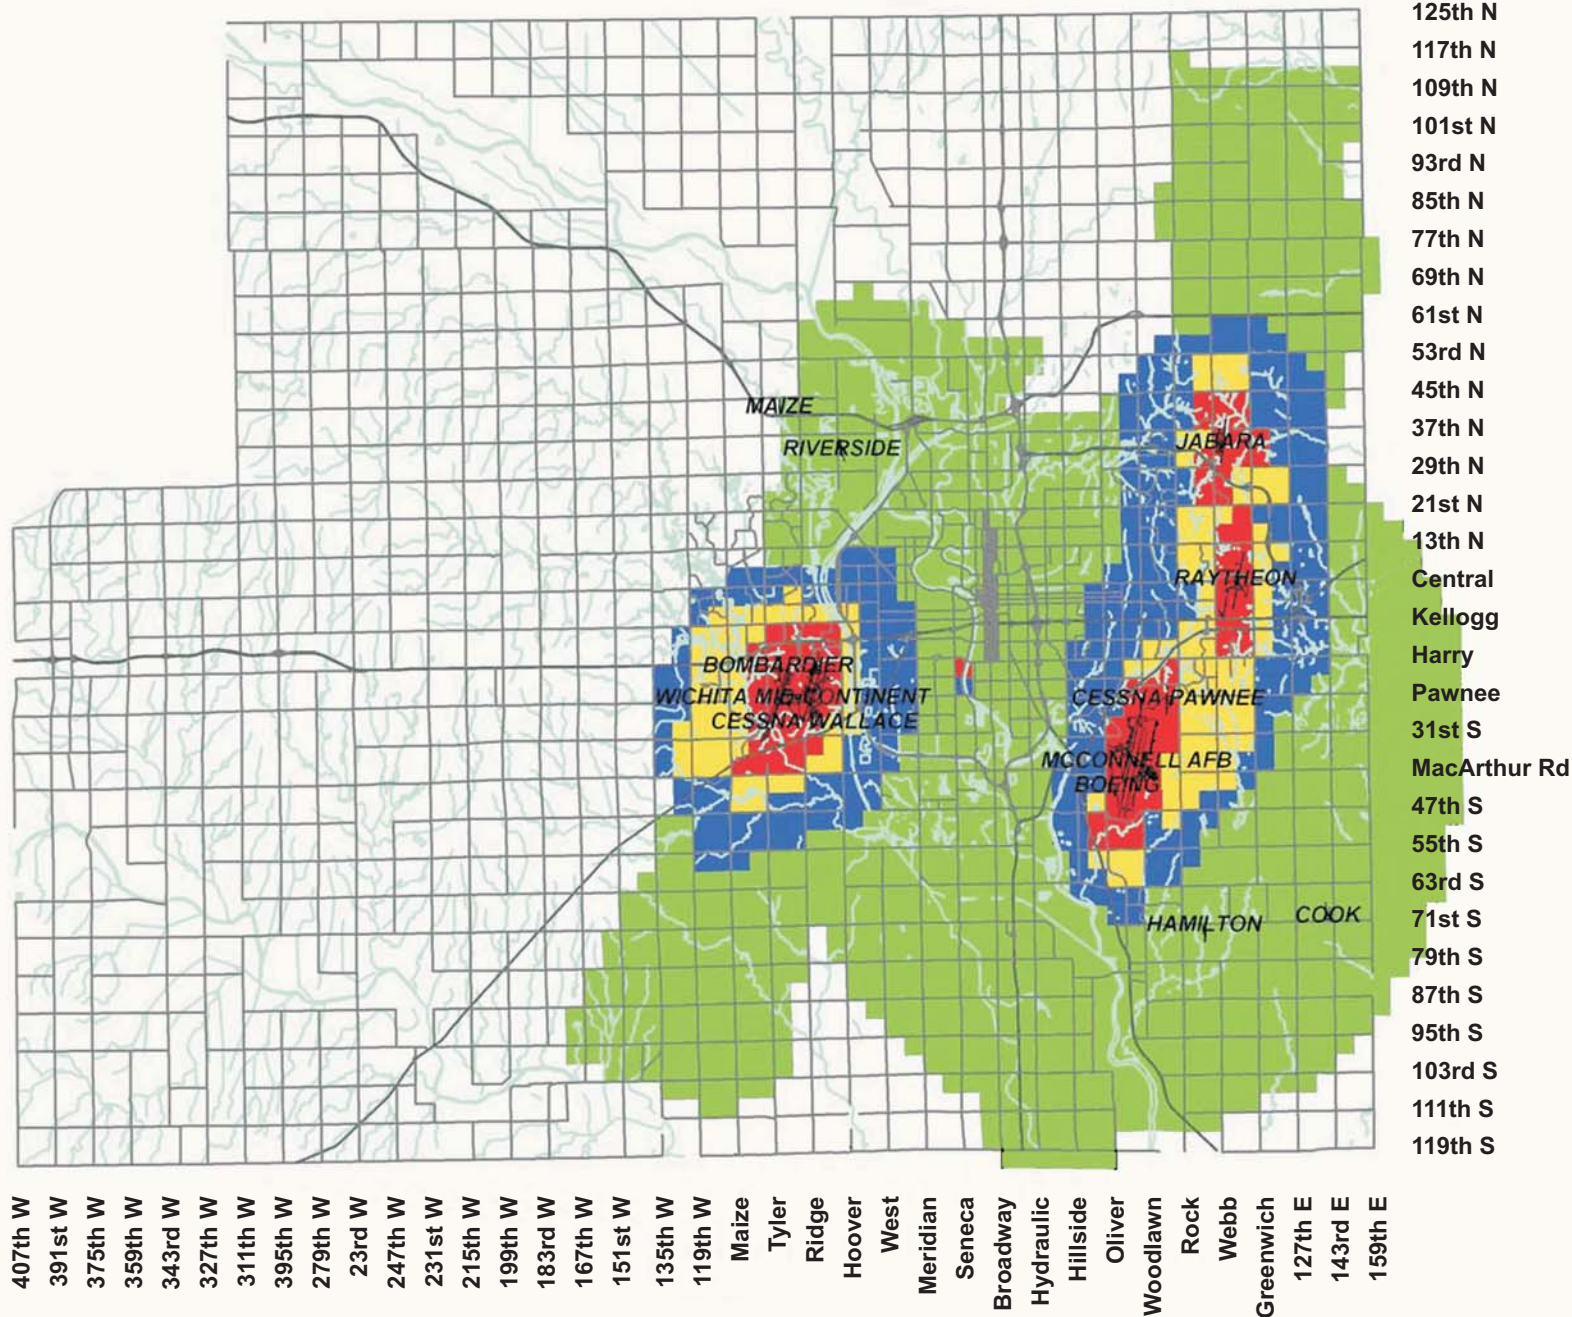 125th N
117th N
109th N
101st N
93rd N
85th N
77th N
69th N
61st N
53rd N
45th N
37th N
29th N
21st N
13th N
Central
Kellogg
Harry
Pawnee
31st S
MacArthur Rd
47th S
55th S
63rd S
71st S
79th S
87th S
95th S
103rd S
111th S
119th S
MAIZE
RIVERSIDE
JABARA
RAYTHEON
BOMBARDIER
WICHITA MID-CONTINENT
CESSNA WALLACE
CESSNA PAWNEE
MCCONNELL AFB
BOEING
HAMILTON
COOK
407th W
391st W
375th W
359th W
343rd W
327th W
311th W
395th W
279th W
23rd W
247th W
231st W
215th W
199th W
183rd W
167th W
151st W
135th W
119th W
Maize
Tyler
Ridge
Hoover
West
Meridian
Seneca
Broadway
Hydraulic
Hillside
Oliver
Woodlawn
Rock
Webb
Greenwich
127th E
143rd E
159th E